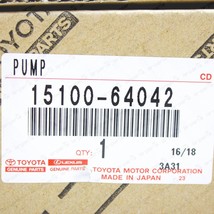 TOYOTA
PUMP
CD
15100-64042
QTY:
1
16/18
3A31
TOYOTA LEXUS
GENUINE PARTS GENUINE PARTS
TOYOTA MOTOR CORPORATION
MADE IN JAPAN 23